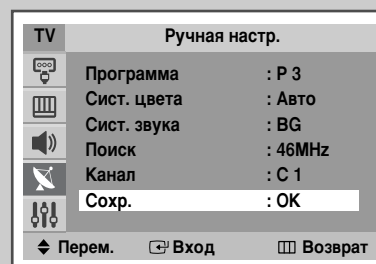 TV Ручная настр.
Программа : P 3
Сист. цвета : Авто
Сист. звука : BG
Поиск : 46MHz
Канал : C 1
Сохр. : OK
Перем. Вход Возврат